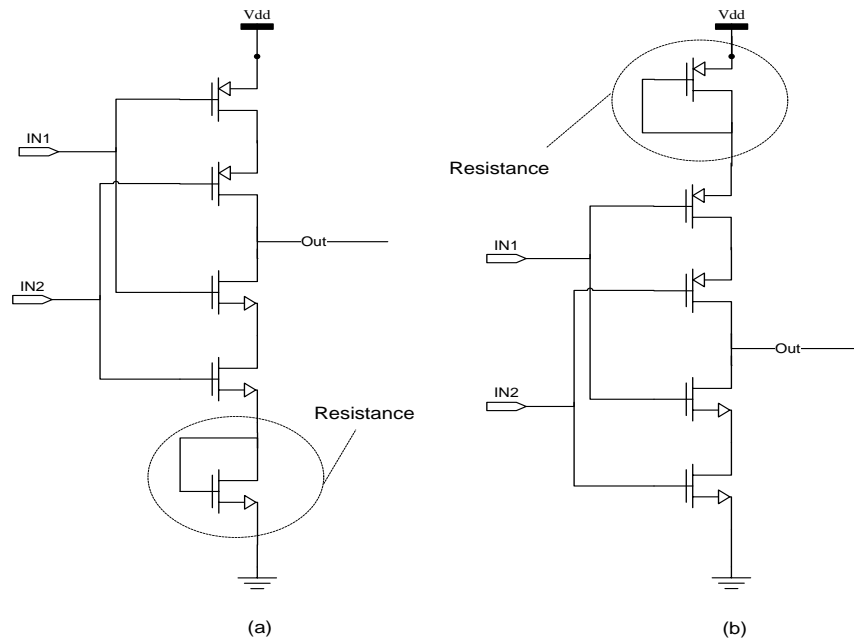 Vdd
IN1
IN2
Out
Resistance
(a)
Vdd
Resistance
IN1
IN2
Out
(b)